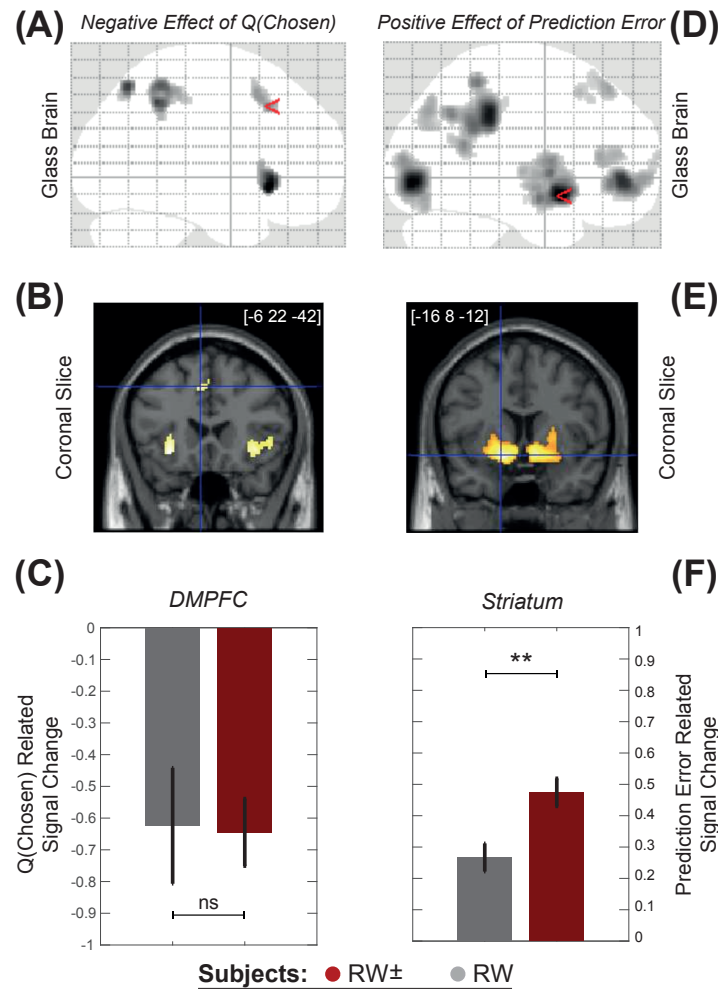 (A)
Negative Effect of Q(Chosen)
Positive Effect of Prediction Error
(D)
Glass Brain
<
<
Glass Brain
(B)
[-6 22 -42]
[-16 8 -12]
(E)
Coronal Slice
Coronal Slice
(C)
DMPFC
Striatum
(F)
Q(Chosen) Related
Signal Change
0
-0.1
-0.2
-0.3
-0.4
-0.5
-0.6
-0.7
-0.8
-0.9
-1
ns
**
1
0.9
0.8
0.7
0.6
0.5
0.4
0.3
0.2
0.1
0
Prediction Error Related
Signal Change
Subjects: RW± RW